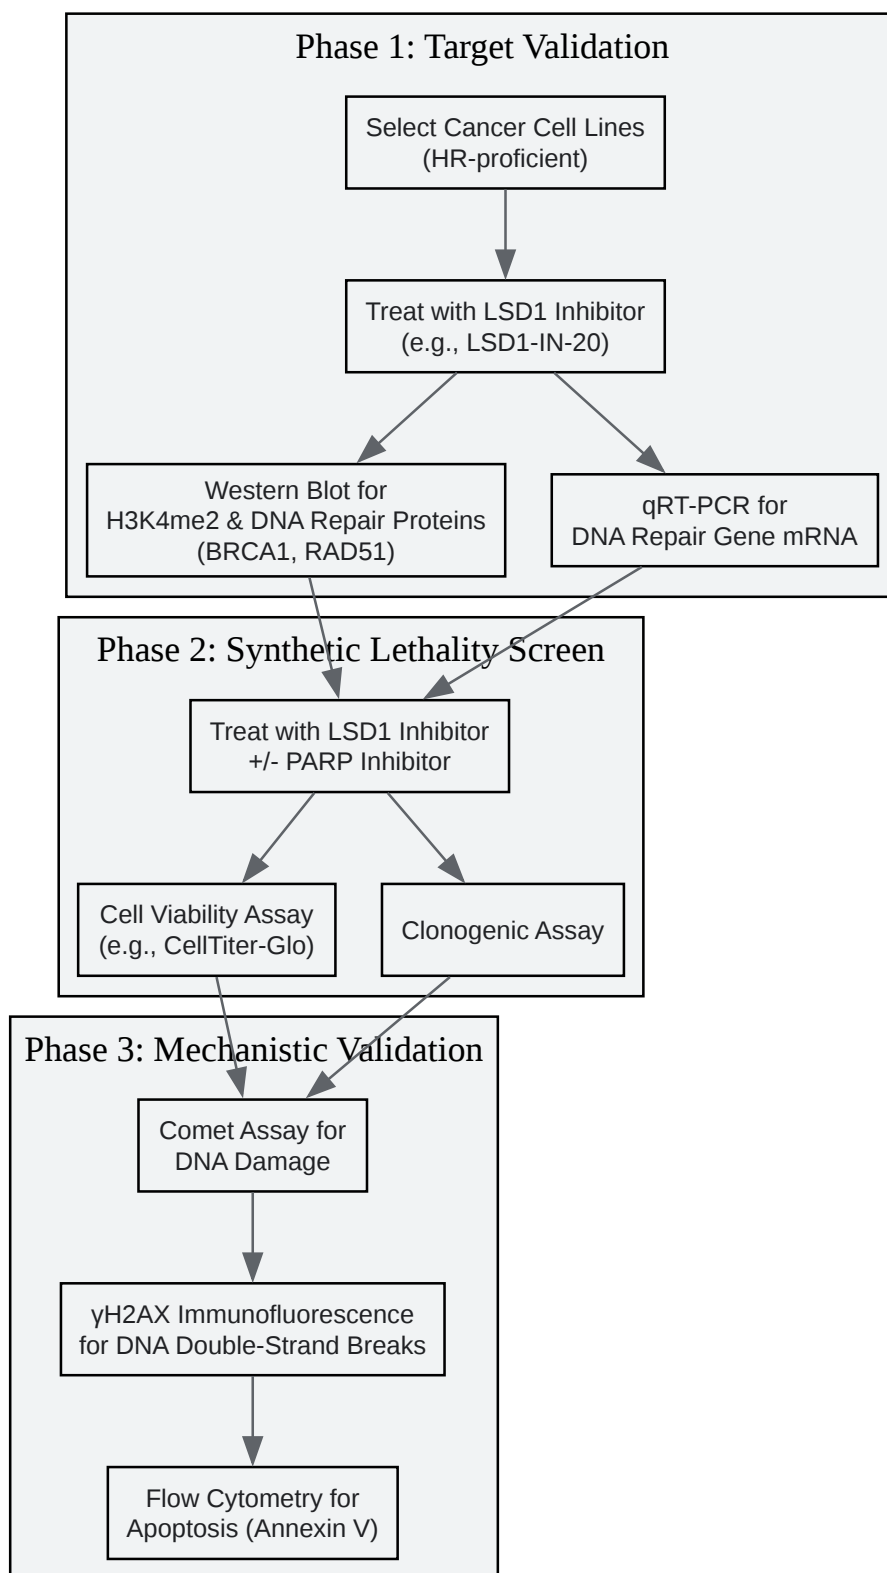 Phase 1: Target Validation
Select Cancer Cell Lines
(HR-proficient)
Treat with LSD1 Inhibitor
(e.g., LSD1-IN-20)
Western Blot for
H3K4me2 & DNA Repair Proteins
(BRCA1, RAD51)
qRT-PCR for
DNA Repair Gene mRNA
Phase 2: Synthetic Lethality Screen
Treat with LSD1 Inhibitor
+/- PARP Inhibitor
Cell Viability Assay
(e.g., CellTiter-Glo)
Clonogenic Assay
Phase 3: Mechanistic Validation
Comet Assay for
DNA Damage
γH2AX Immunofluorescence
for DNA Double-Strand Breaks
Flow Cytometry for
Apoptosis (Annexin V)